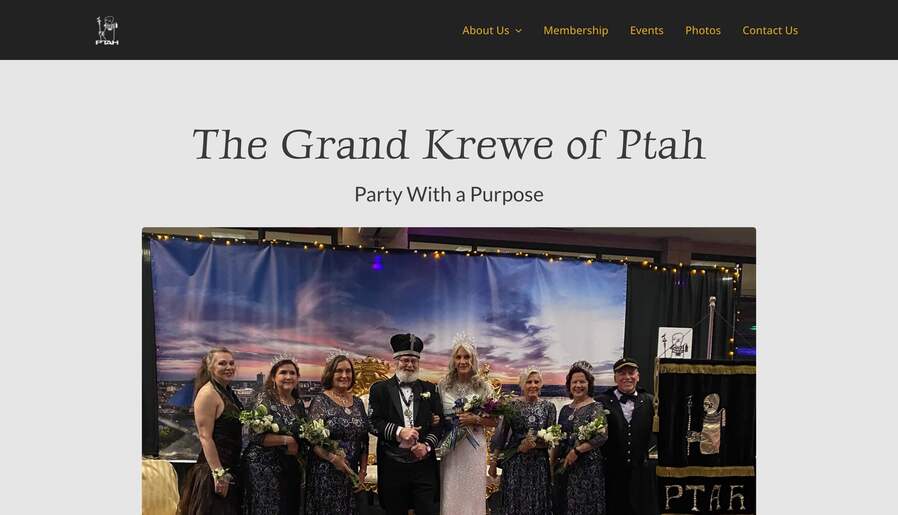 PTAH
About Us
Membership
Events
Photos
Contact Us
The Grand Krewe of Ptah
Party With a Purpose
PTAH